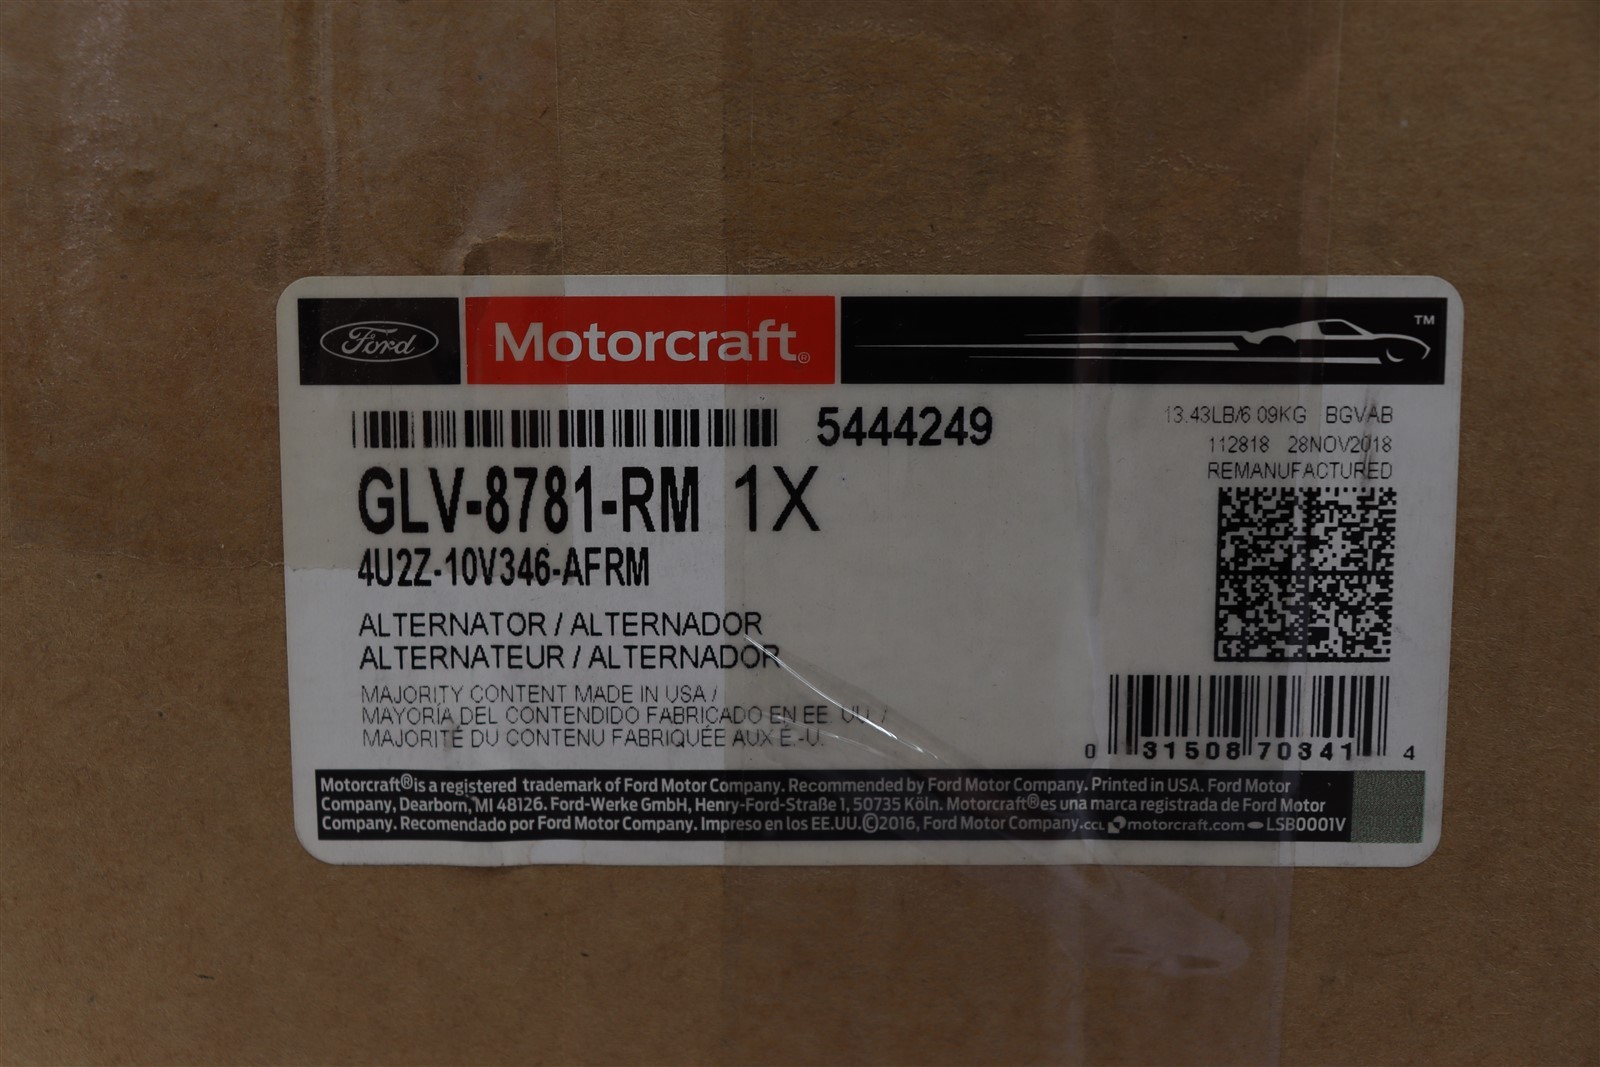 Ford Motorcraft® TM
5444249
13.43LB/6.09KG BGVAB
112818 28NOV2018
REMANUFACTURED
GLV-8781-RM 1X
4U2Z-10V346-AFRM
ALTERNATOR / ALTERNADOR
ALTERNATEUR / ALTERNADOR
MAJORITY CONTENT MADE IN USA /
MAYORÍA DEL CONTENDIDO FABRICADO EN EE. UU. /
MAJORITÉ DU CONTENU FABRIQUÉE AUX É.-U.
0 31508 70341 4
Motorcraft® is a registered trademark of Ford Motor Company. Recommended by Ford Motor Company. Printed in USA. Ford Motor
Company, Dearborn, MI 48126. Ford-Werke GmbH, Henry-Ford-Straße 1, 50735 Köln. Motorcraft® es una marca registrada de Ford Motor
Company. Recomendado por Ford Motor Company. Impreso en los EE.UU. ©2016, Ford Motor Company. CCL motorcraft.com LSB0001V